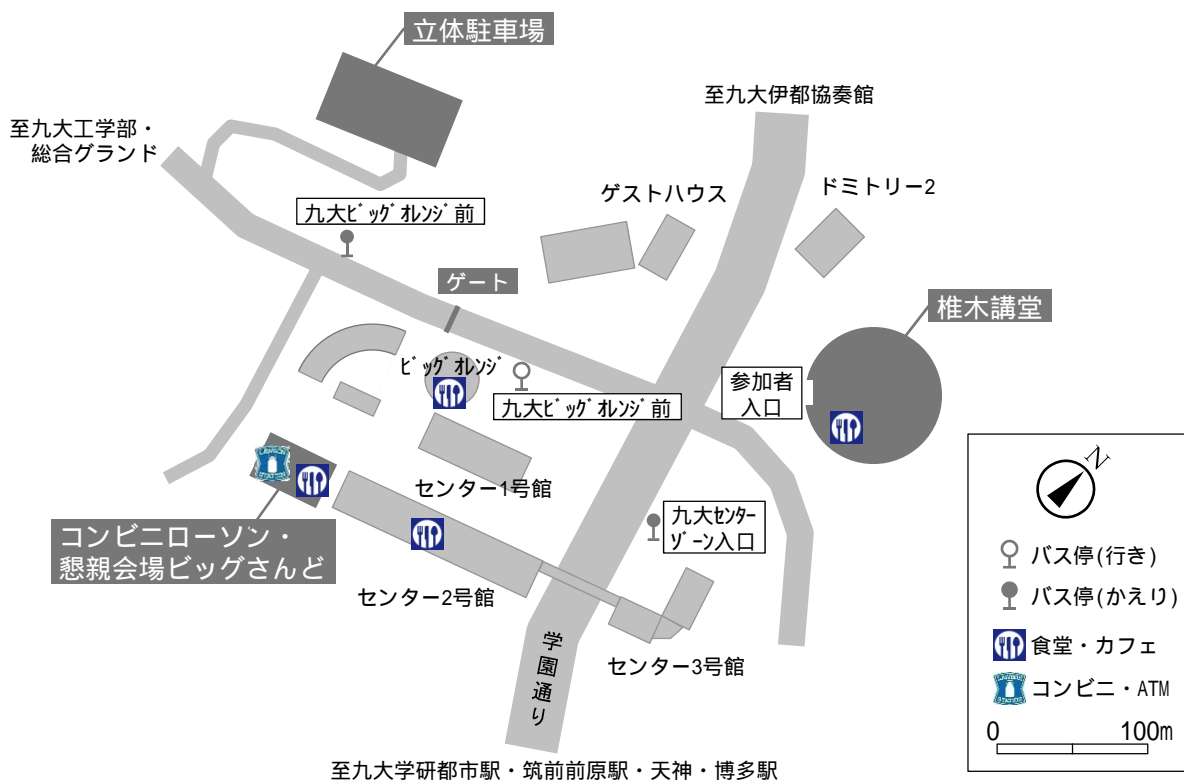 立体駐車場
至九大伊都協奏館
至九大工学部・
総合グランド
ゲストハウス
ドミトリー2
九大ﾋﾞｯｸﾞｵﾚﾝｼﾞ前
ゲート
椎木講堂
ﾋﾞｯｸﾞｵﾚﾝｼﾞ
参加者
入口
九大ﾋﾞｯｸﾞｵﾚﾝｼﾞ前
センター1号館
N
九大ｾﾝﾀｰ
ｿﾞｰﾝ入口
コンビニローソン・
懇親会場ビッグさんど
バス停(行き)
バス停(かえり)
センター2号館
食堂・カフェ
学園通り
センター3号館
コンビニ・ATM
0 100m
至九大学研都市駅・筑前前原駅・天神・博多駅